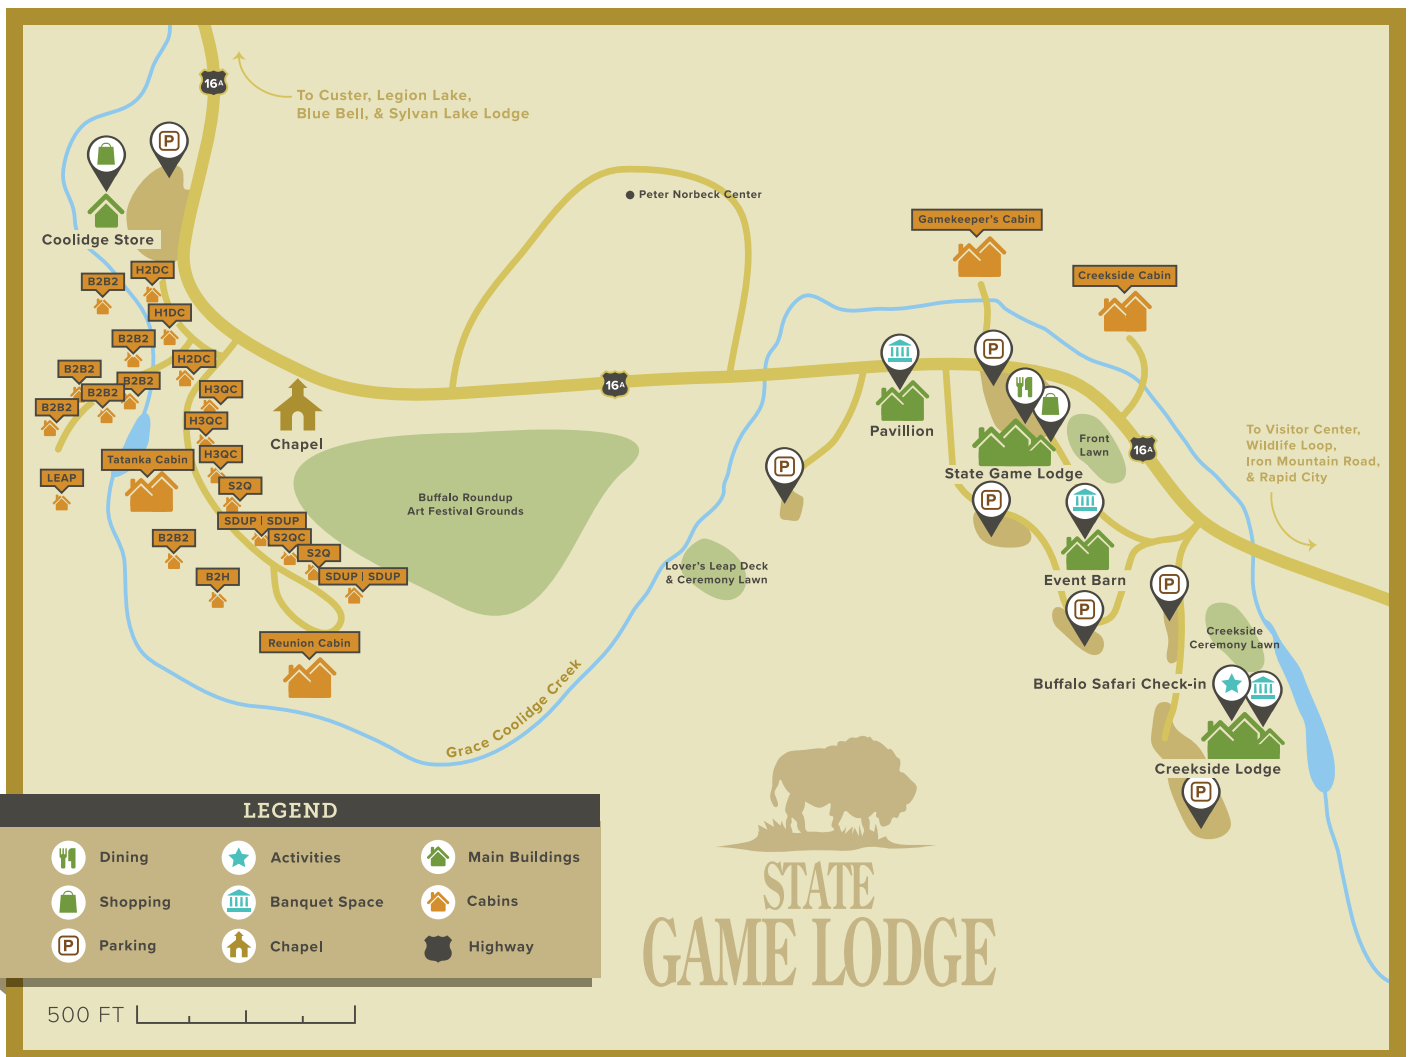 16A
To Custer, Legion Lake,
Blue Bell, & Sylvan Lake Lodge
P
Coolidge Store
Peter Norbeck Center
Gamekeeper's Cabin
Creekside Cabin
H2DC
B2B2
H1DC
B2B2
H2DC
B2B2
B2B2
B2B2
H3QC
B2B2
H3QC
Chapel
H3QC
Tatanka Cabin
LEAP
S2Q
SDUP | SDUP
S2QC
B2B2
S2Q
B2H
SDUP | SDUP
Reunion Cabin
16A
Buffalo Roundup
Art Festival Grounds
Grace Coolidge Creek
Lover's Leap Deck
& Ceremony Lawn
P
Pavillion
P
State Game Lodge
Front
Lawn
16A
To Visitor Center,
Wildlife Loop,
Iron Mountain Road,
& Rapid City
P
Event Barn
P
P
Creekside
Ceremony Lawn
Buffalo Safari Check-in
Creekside Lodge
P
LEGEND
Dining
Activities
Main Buildings
Shopping
Banquet Space
Cabins
P
Parking
Chapel
Highway
500 FT
STATE
GAME LODGE